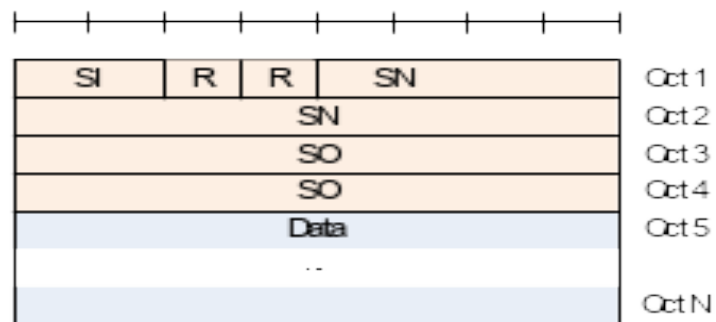 SI R R SN Oct 1
SN Oct 2
SO Oct 3
SO Oct 4
Data Oct 5
..
Oct N